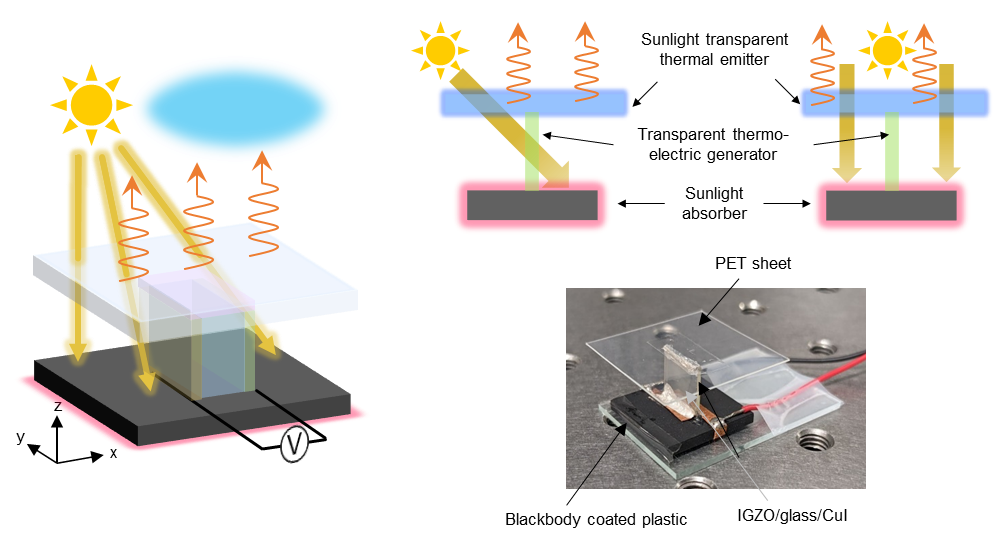 Sunlight transparent
thermal emitter
Transparent thermo-
electric generator
Sunlight
absorber
PET sheet
z
y
x
V
Blackbody coated plastic
IGZO/glass/CuI